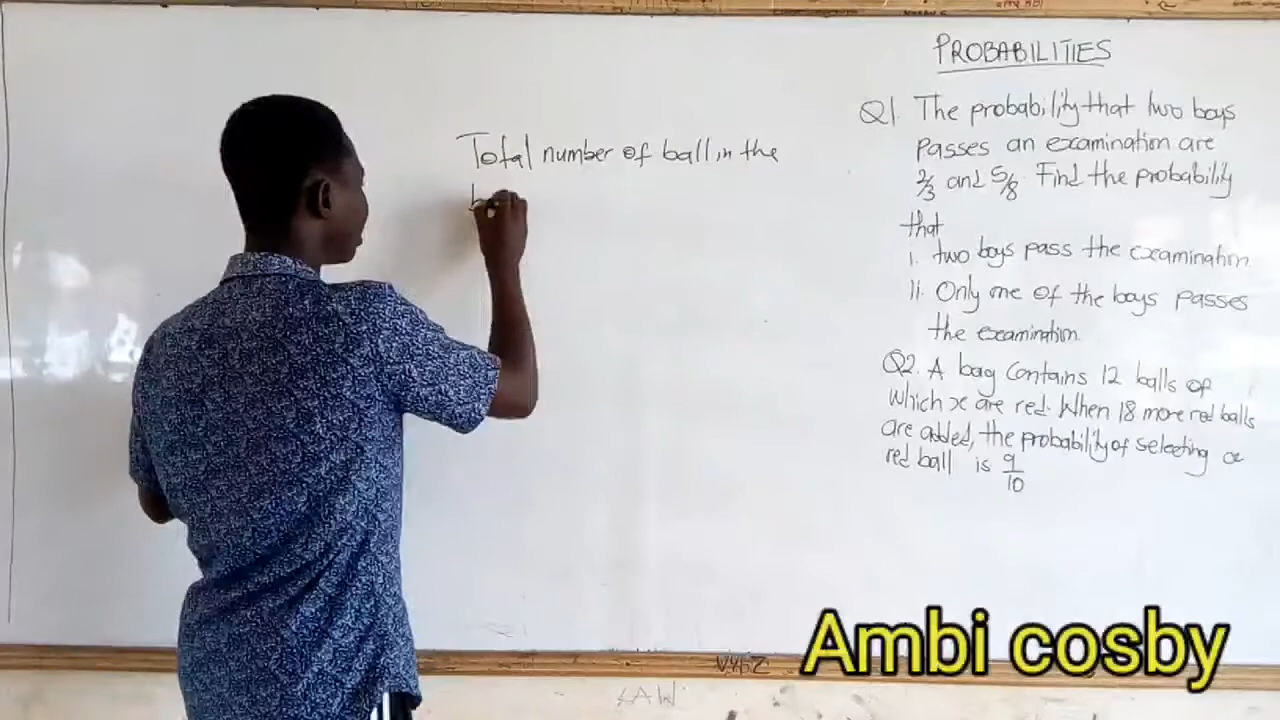 PROBABILITIES
Q1. The probability that two boys
passes an examination are
2/3 and 5/8. Find the probability
that
i. two boys pass the examination.
ii. Only one of the boys passes
the examination.
Q2. A bag contains 12 balls of
which x are red. When 18 more red balls
are added, the probability of selecting a
red ball is 9/10
Total number of ball in the
b
VYBZ
LAW
Ambi cosby